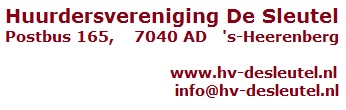 Huurdersvereniging De Sleutel
Postbus 165, 7040 AD 's-Heerenberg
www.hv-desleutel.nl
info@hv-desleutel.nl